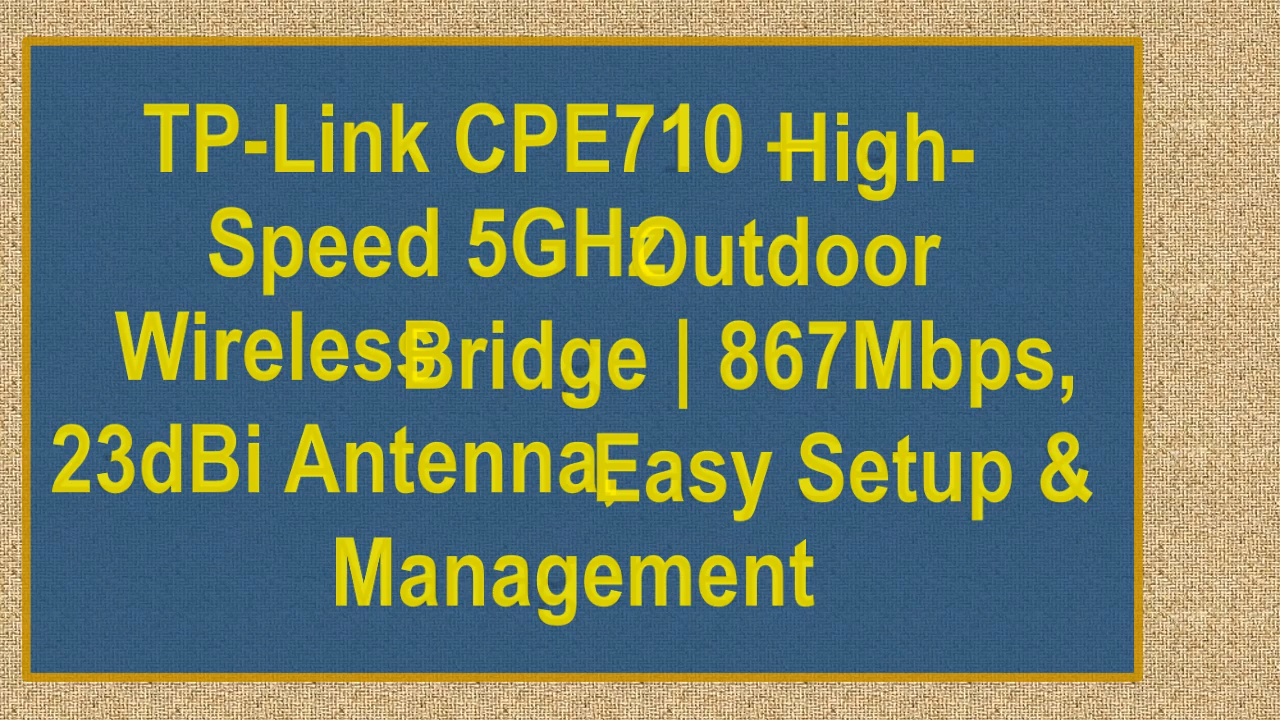 TP-Link CPE710 – High-
Speed 5GHz Outdoor
Wireless Bridge | 867Mbps,
23dBi Antenna, Easy Setup &
Management